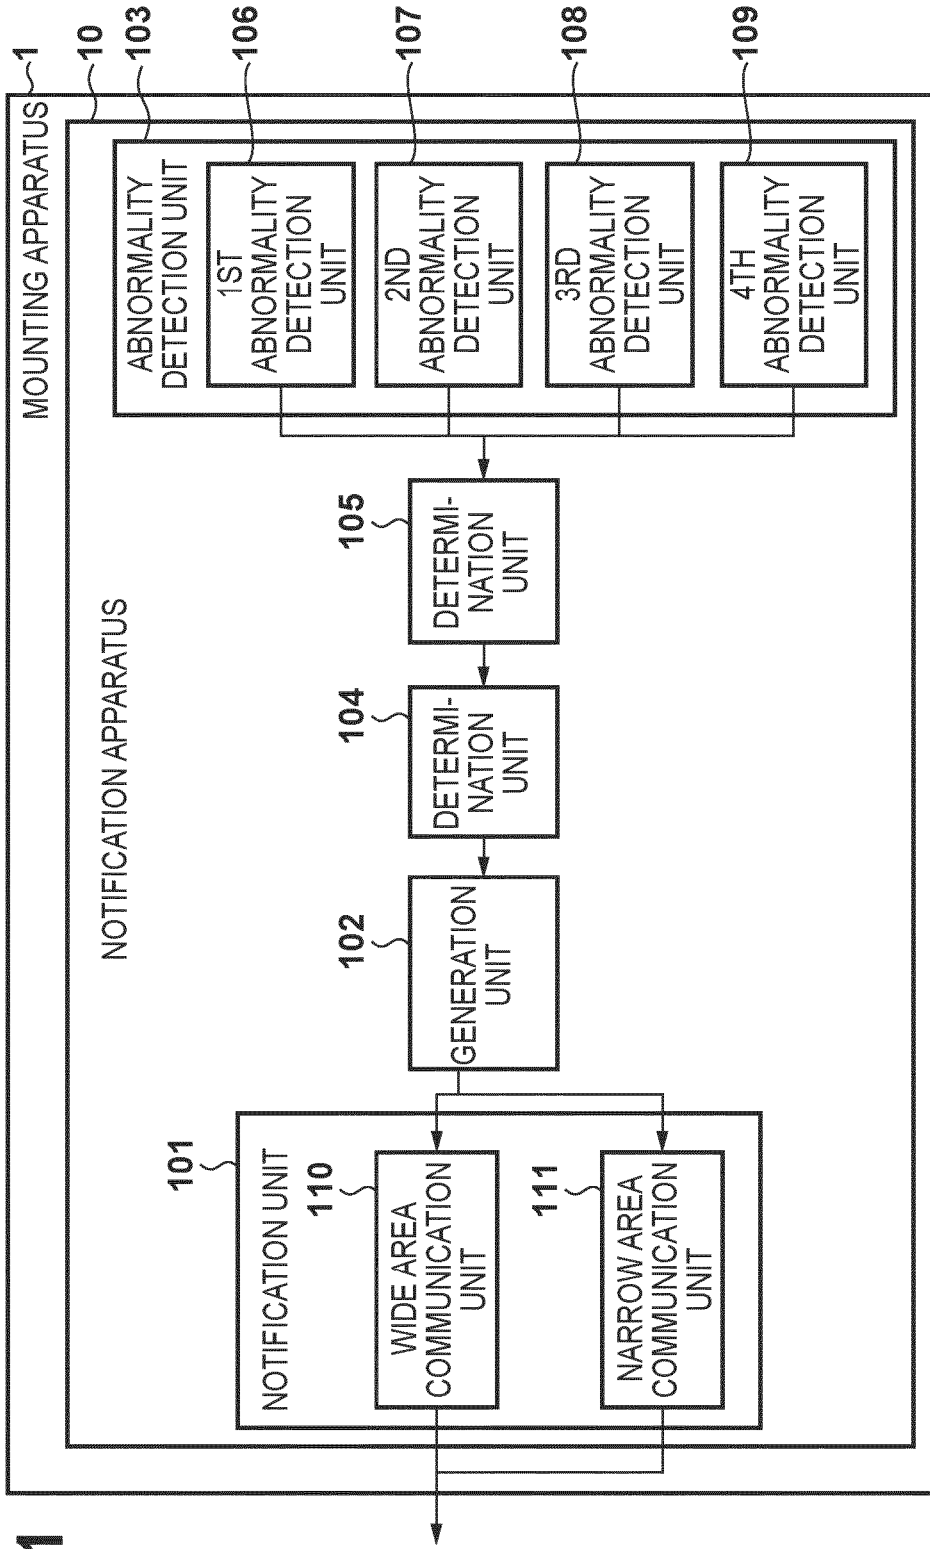 1
MOUNTING APPARATUS
1
NOTIFICATION APPARATUS
10
ABNORMALITY
DETECTION UNIT
103
1ST
ABNORMALITY
DETECTION
UNIT
106
2ND
ABNORMALITY
DETECTION
UNIT
107
3RD
ABNORMALITY
DETECTION
UNIT
108
4TH
ABNORMALITY
DETECTION
UNIT
109
105
DETERMI-
NATION
UNIT
104
DETERMI-
NATION
UNIT
102
GENERATION
UNIT
101
NOTIFICATION UNIT
110
WIDE AREA
COMMUNICATION
UNIT
111
NARROW AREA
COMMUNICATION
UNIT